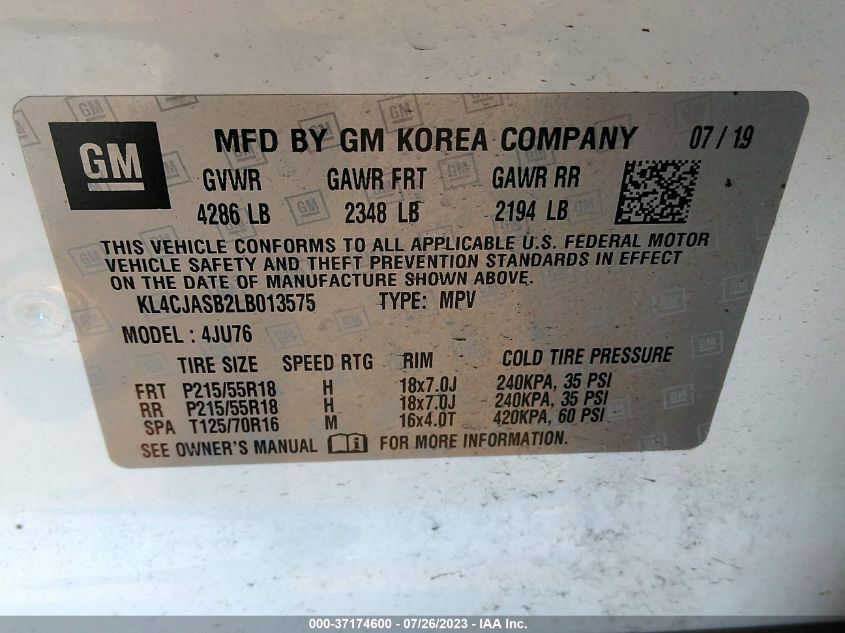 GM
MFD BY GM KOREA COMPANY 07/19
GVWR GAWR FRT GAWR RR
4286 LB 2348 LB 2194 LB
THIS VEHICLE CONFORMS TO ALL APPLICABLE U.S. FEDERAL MOTOR
VEHICLE SAFETY AND THEFT PREVENTION STANDARDS IN EFFECT
ON THE DATE OF MANUFACTURE SHOWN ABOVE.
KL4CJASB2LB013575 TYPE: MPV
MODEL : 4JU76
TIRE SIZE SPEED RTG RIM COLD TIRE PRESSURE
FRT P215/55R18 H 18x7.0J 240KPA, 35 PSI
RR P215/55R18 H 18x7.0J 240KPA, 35 PSI
SPA T125/70R16 M 16x4.0T 420KPA, 60 PSI
SEE OWNER'S MANUAL FOR MORE INFORMATION.
000-37174600 - 07/26/2023 - IAA Inc.